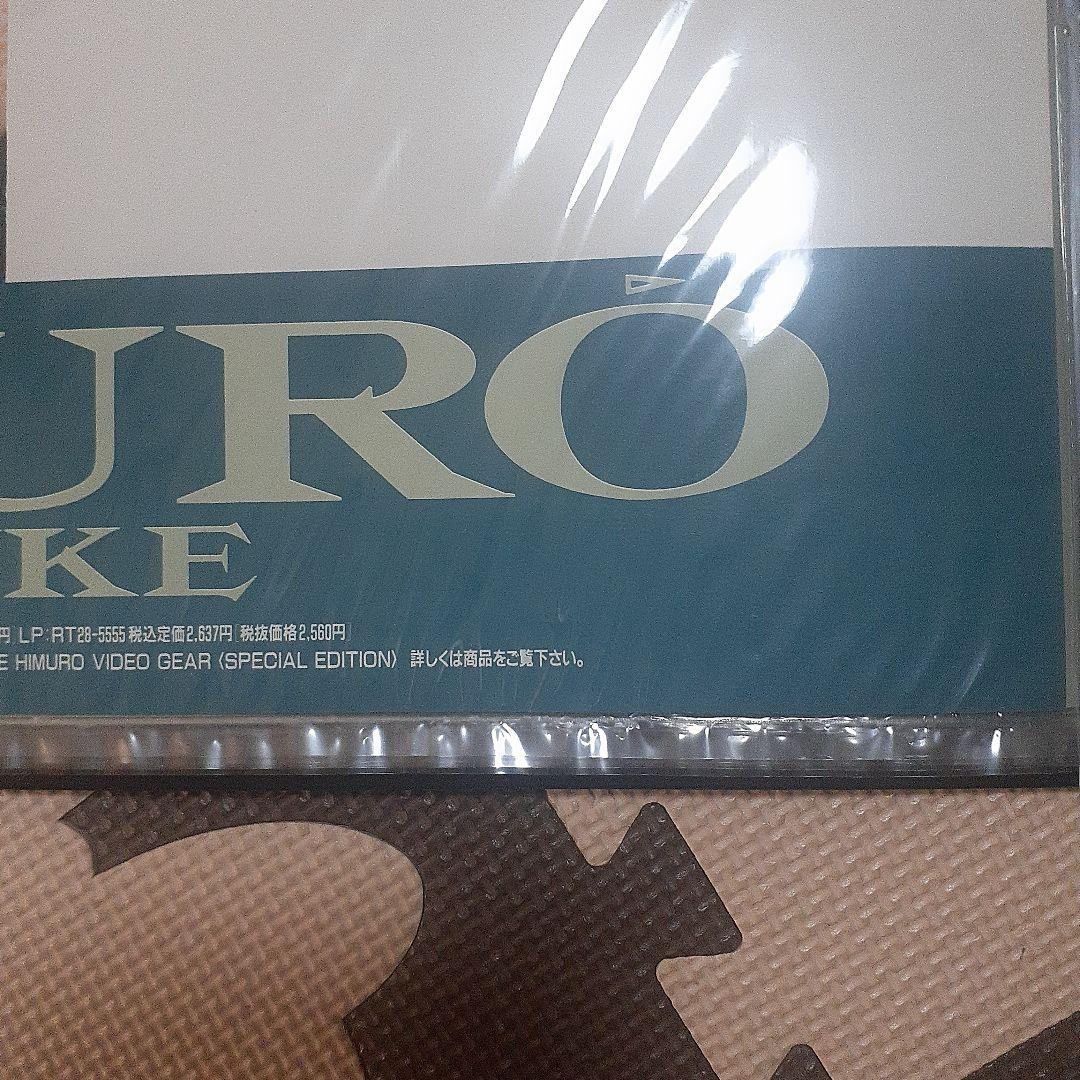 URO
KE
円 LP:RT28-5555 税込定価2,637円[税抜価格2,560円]
E HIMURO VIDEO GEAR〈SPECIAL EDITION〉 詳しくは商品をご覧下さい。